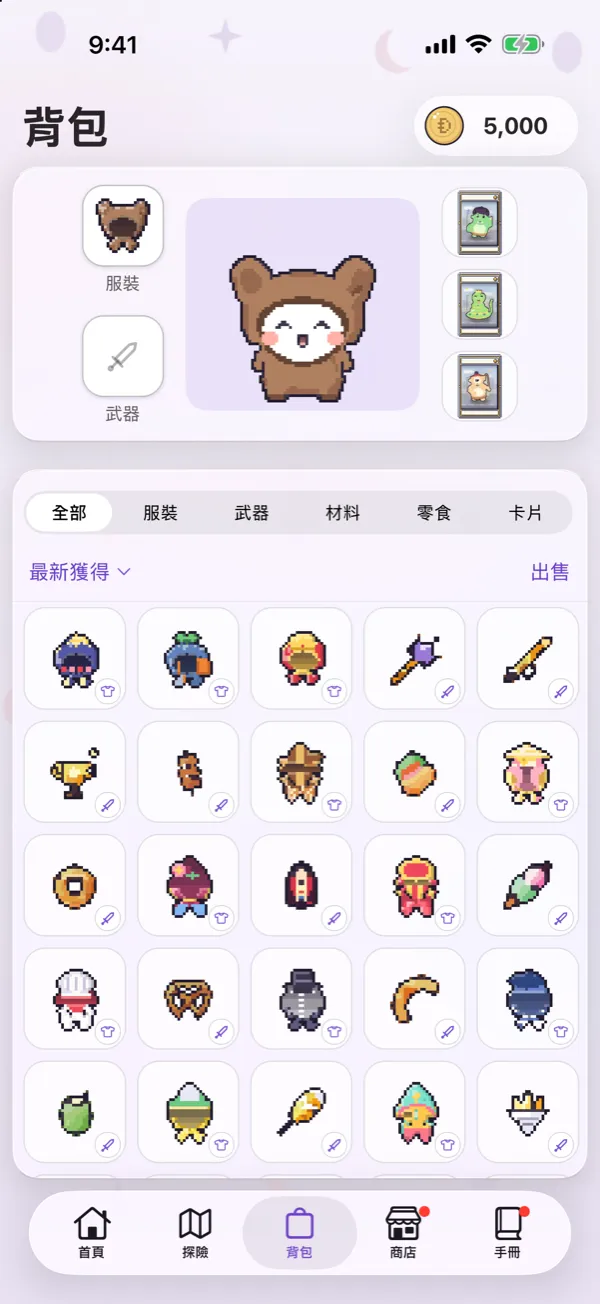 9:41
背包
5,000
服裝
武器
全部 服裝 武器 材料 零食 卡片
最新獲得 出售
首頁 探險 背包 商店 手冊